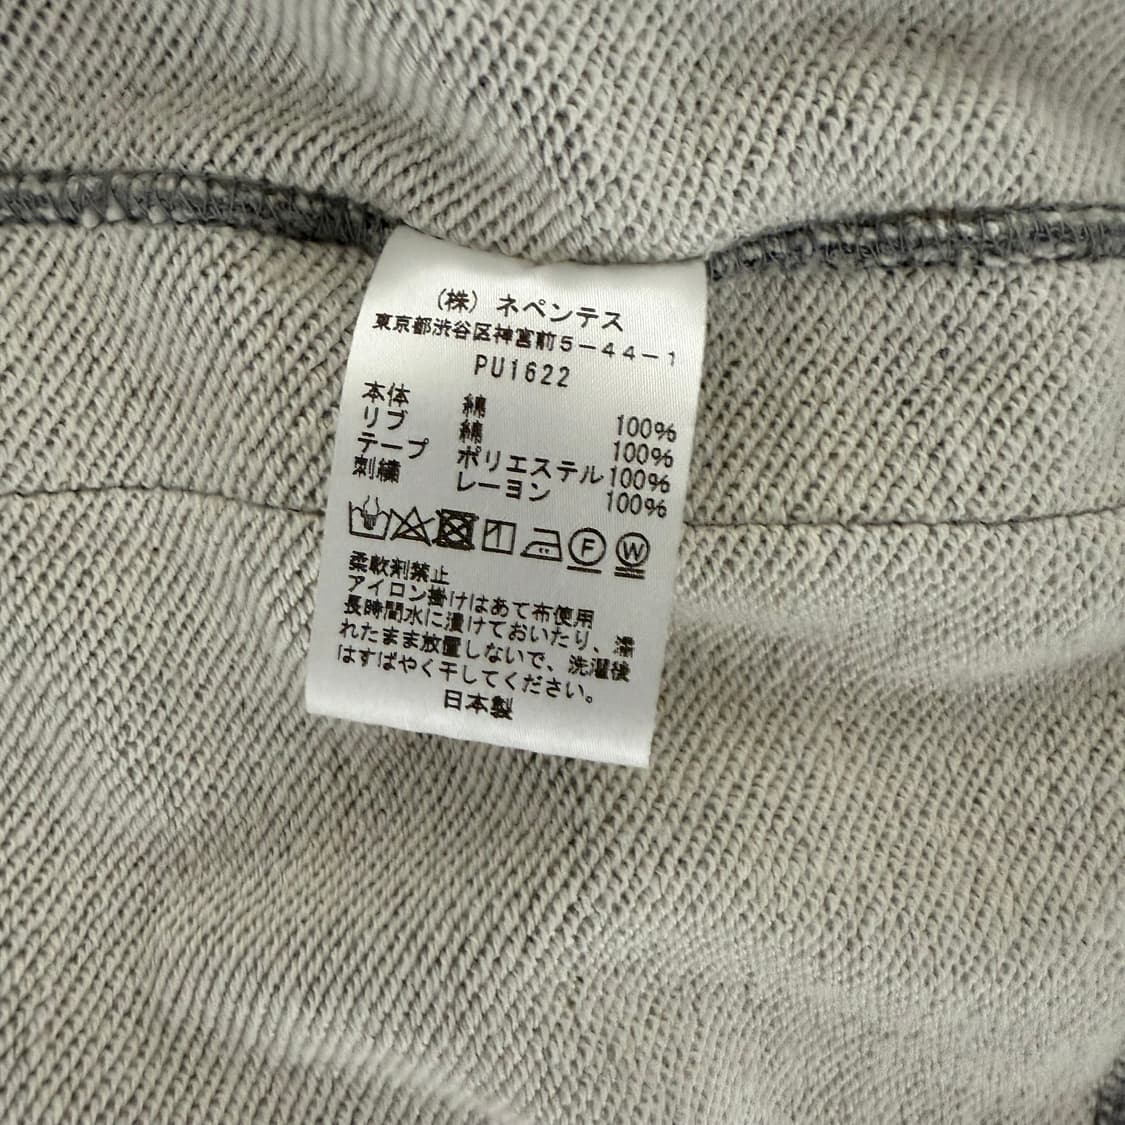 (株) ネペンテス
東京都渋谷区神宮前5-44-1
PU1622
本体 綿 100%
リブ 綿 100%
テープ ポリエステル 100%
刺繍 レーヨン 100%
F W
柔軟剤禁止
アイロン掛けはあて布使用
長時間水に漬けておいたり、濡
れたまま放置しないで、洗濯後
はすばやく干してください。
日本製